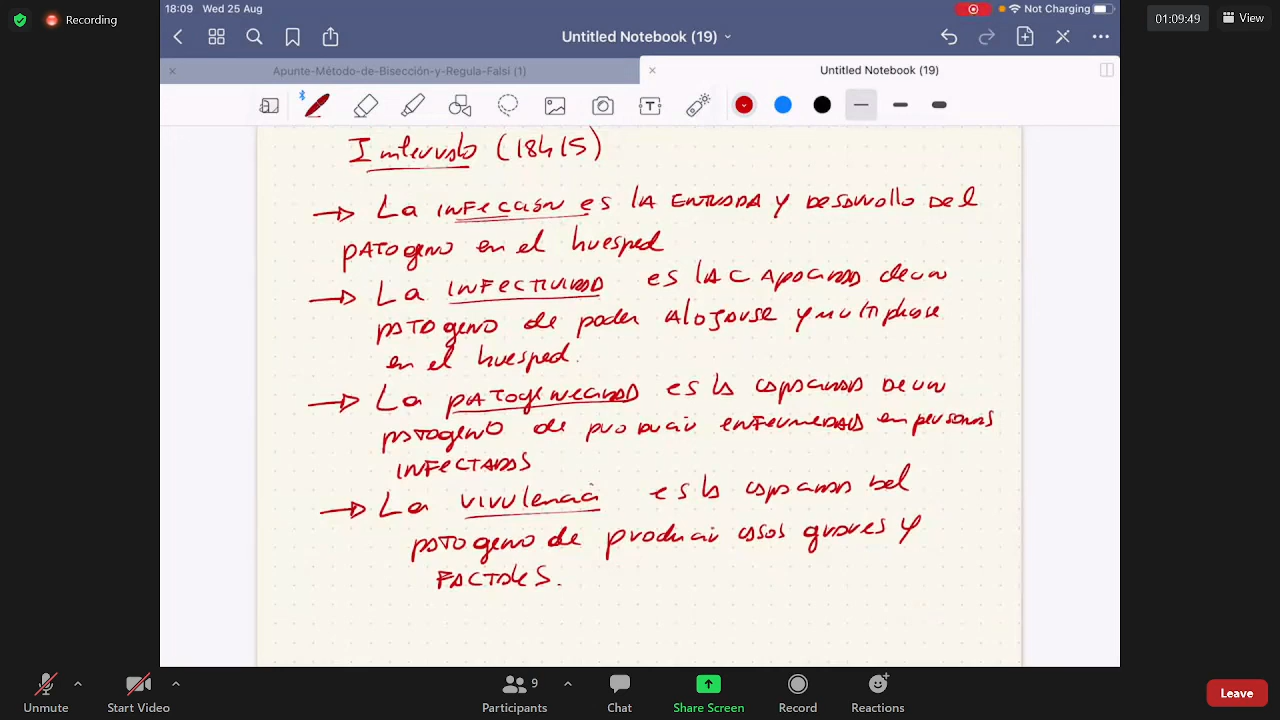 18:09 Wed 25 Aug
Not Charging
Recording
01:09:49
View
Untitled Notebook (19)
Apunte-Método-de-Bisección-y-Regula-Falsi (1)
Untitled Notebook (19)
Intervalo (18h15)
→ La infección es la entrada y desarrollo del
patogeno en el huesped
→ La infectividad es la capacidad de un
patogeno de poder alojarse y multiplicarse
en el huesped.
→ La patogenecidad es la capacidad de un
patogeno de producir enfermedad en personas
infectadas
→ La virulencia es la capacidad del
patogeno de producir casos graves y
factales.
Unmute
Start Video
Participants
9
Chat
Share Screen
Record
Reactions
Leave